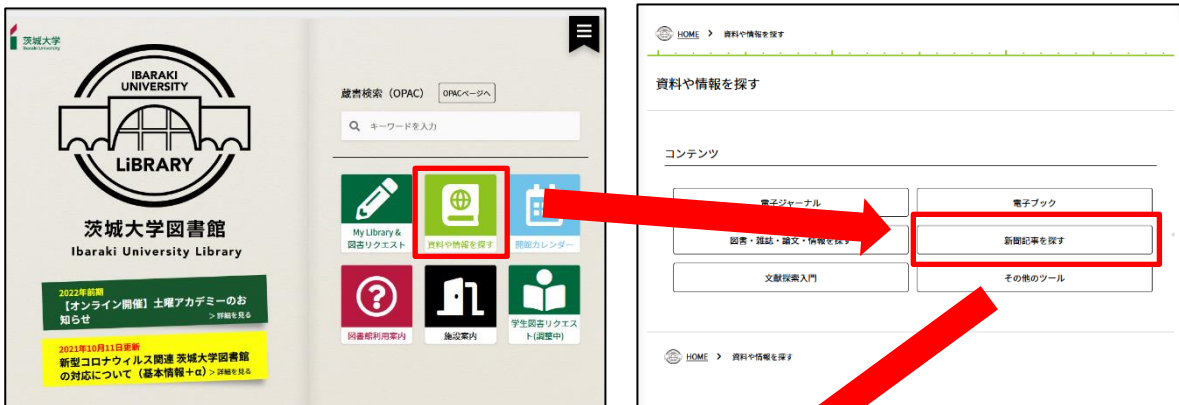 茨城大学
Ibaraki University
IBARAKI
UNIVERSITY
LiBRARY
茨城大学図書館
Ibaraki University Library
2022年前期
【オンライン開催】土曜アカデミーのお
知らせ
>詳細を見る
2021年10月11日更新
新型コロナウィルス関連 茨城大学図書館
の対応について（基本情報+α）
>詳細を見る
蔵書検索（OPAC）
OPACページへ
キーワードを入力
My Library &
図書リクエスト
資料や情報を探す
開館カレンダー
図書館利用案内
施設案内
学生図書リクエス
ト(調整中)
HOME > 資料や情報を探す
資料や情報を探す
コンテンツ
電子ジャーナル
電子ブック
図書・雑誌・論文・情報を探す
新聞記事を探す
文献探索入門
その他のツール
HOME > 資料や情報を探す